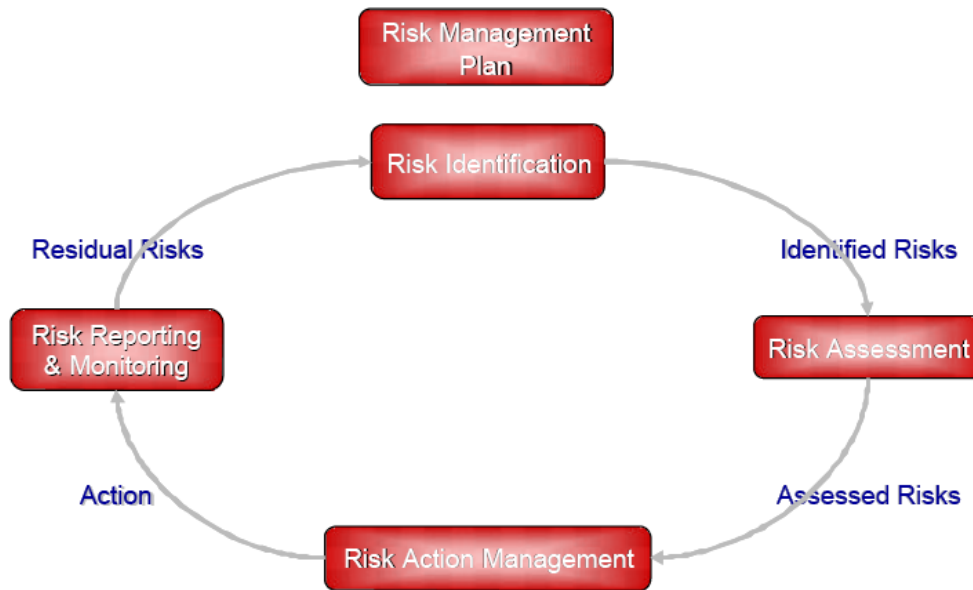 Risk Management
Plan
Risk Identification
Residual Risks
Identified Risks
Risk Reporting
& Monitoring
Risk Assessment
Action
Assessed Risks
Risk Action Management